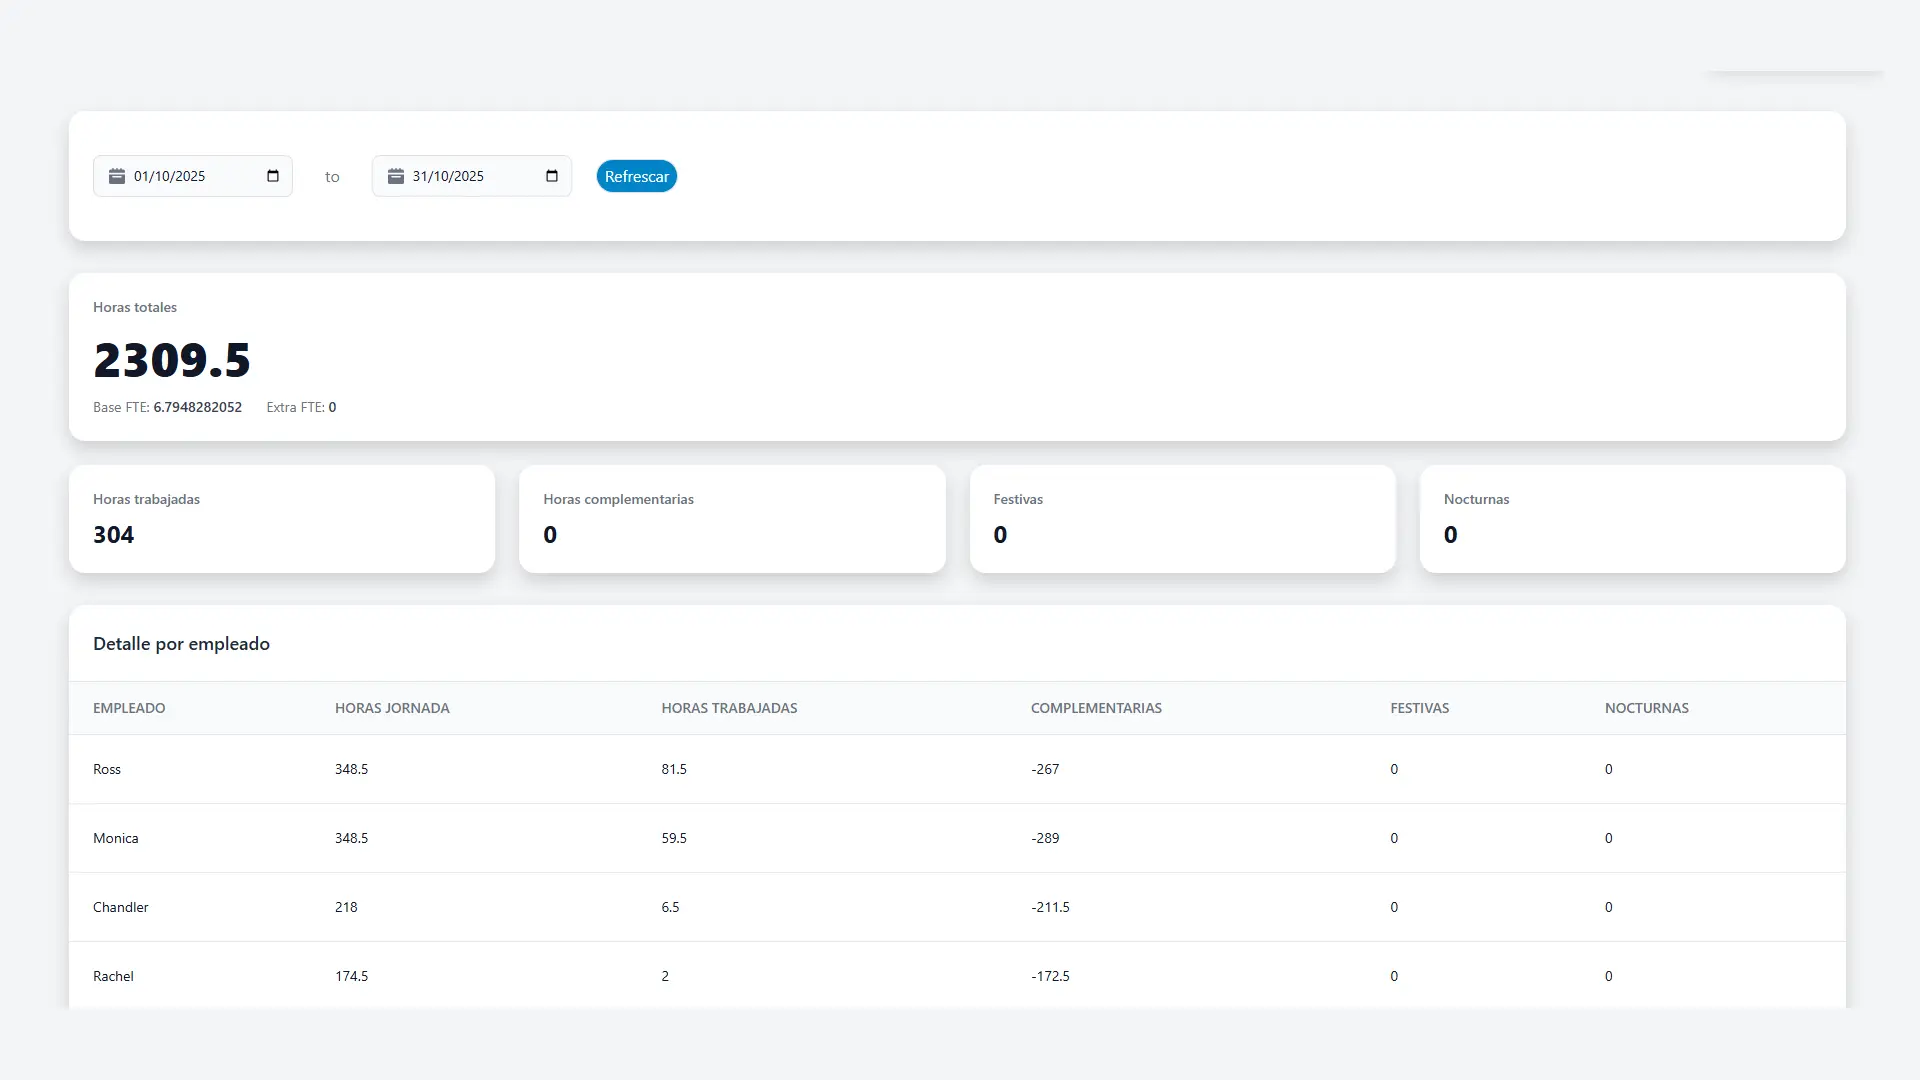 01/10/2025 to 31/10/2025 Refrescar
Horas totales
2309.5
Base FTE: 6.7948282052 Extra FTE: 0
Horas trabajadas Horas complementarias Festivas Nocturnas
304 0 0 0
Detalle por empleado
EMPLEADO HORAS JORNADA HORAS TRABAJADAS COMPLEMENTARIAS FESTIVAS NOCTURNAS
Ross 348.5 81.5 -267 0 0
Monica 348.5 59.5 -289 0 0
Chandler 218 6.5 -211.5 0 0
Rachel 174.5 2 -172.5 0 0